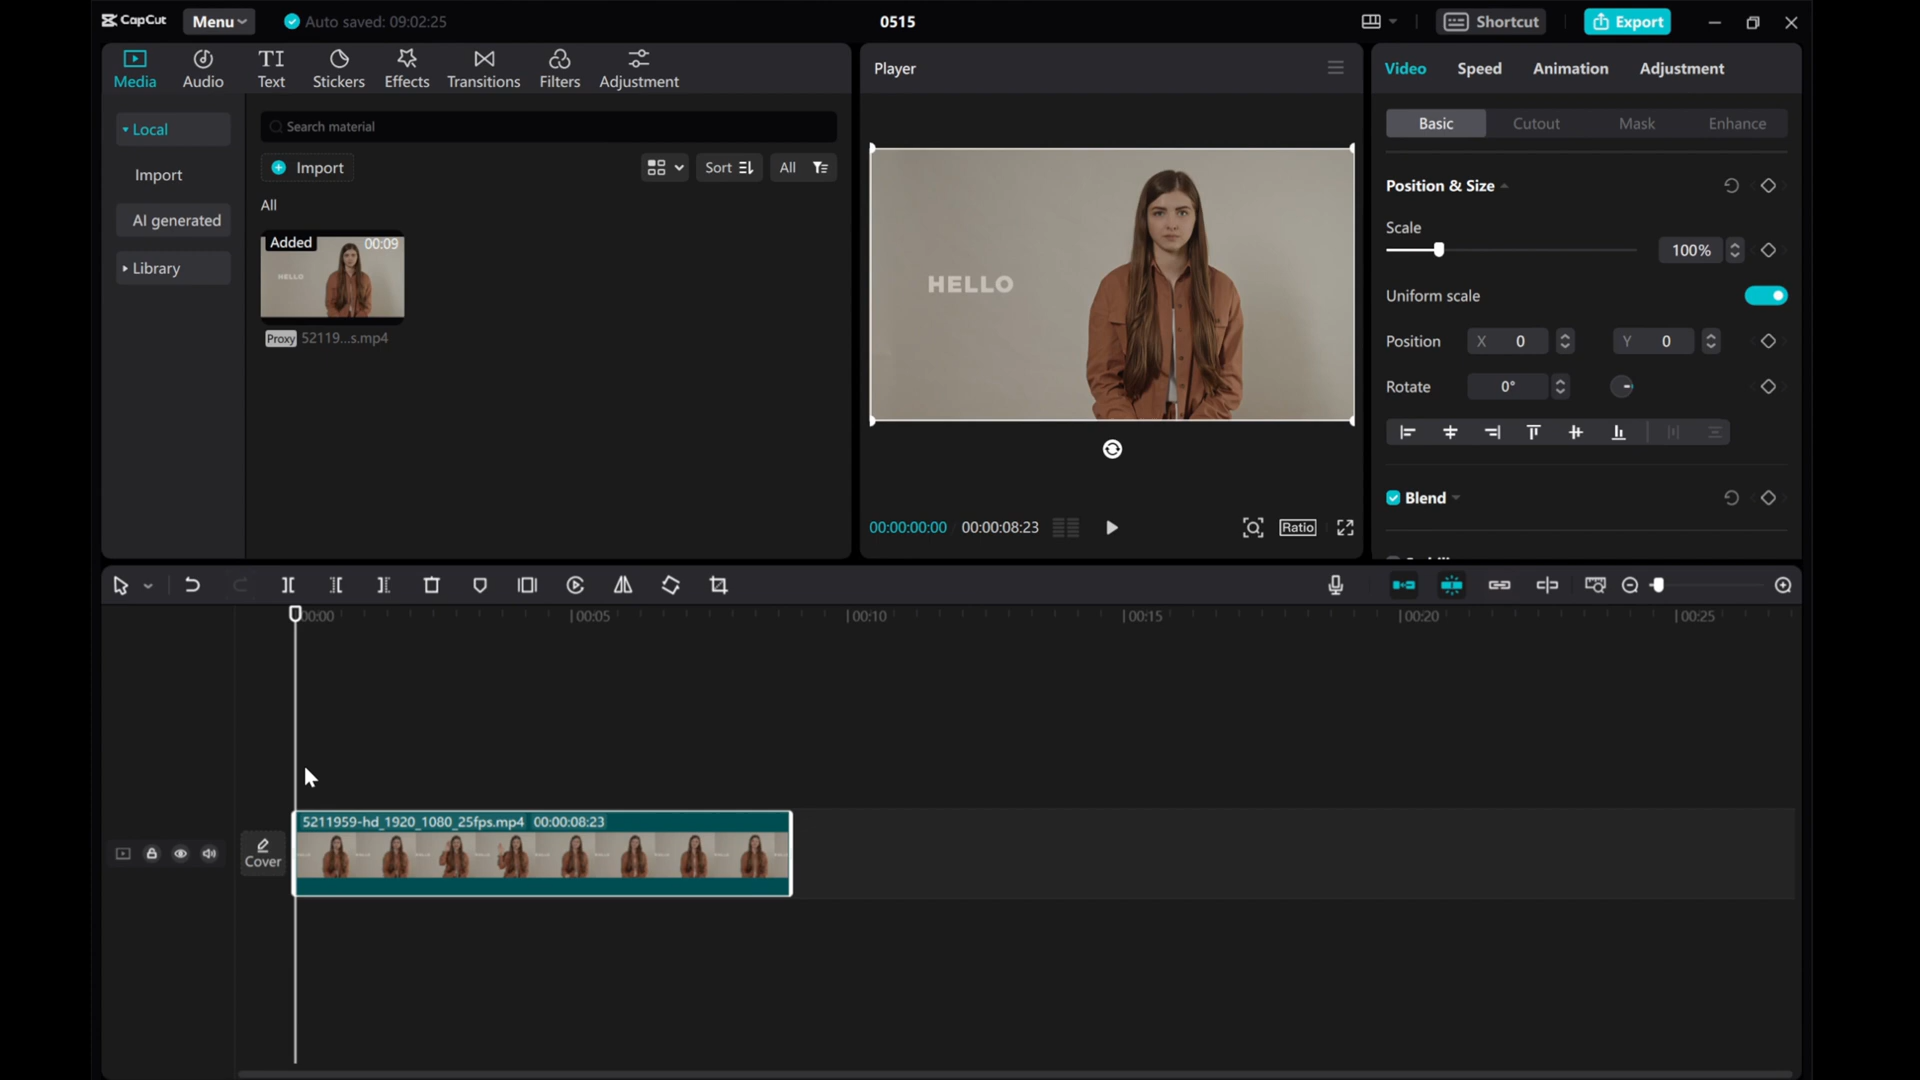 CapCut
Menu
Auto saved: 09:02:25
0515
Shortcut
Export
Media
Audio
Text
Stickers
Effects
Transitions
Filters
Adjustment
Local
Import
AI generated
Library
Search material
Import
Sort
All
All
Added
00:09
HELLO
Proxy
52119...s.mp4
Player
HELLO
00:00:00:00
00:00:08:23
Ratio
Video
Speed
Animation
Adjustment
Basic
Cutout
Mask
Enhance
Position & Size
Scale
100%
Uniform scale
Position
X 0
Y 0
Rotate
0°
Blend
00:00
00:05
00:10
00:15
00:20
00:25
Cover
5211959-hd_1920_1080_25fps.mp4 00:00:08:23